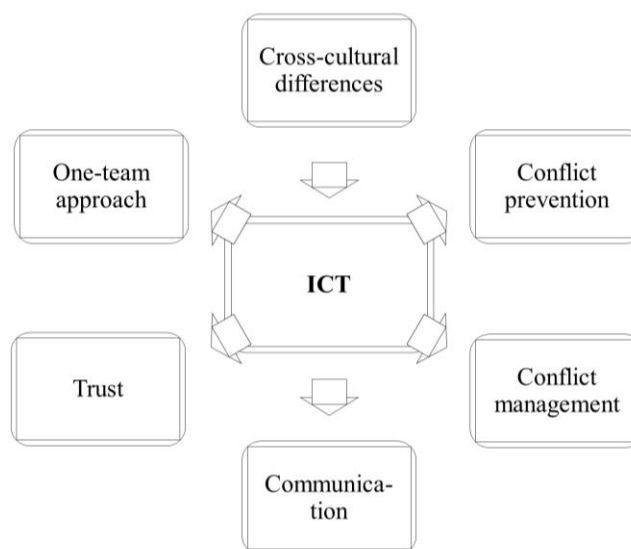 Cross-cultural
differences
One-team
approach
Conflict
prevention
ICT
Trust
Conflict
management
Communica-
tion